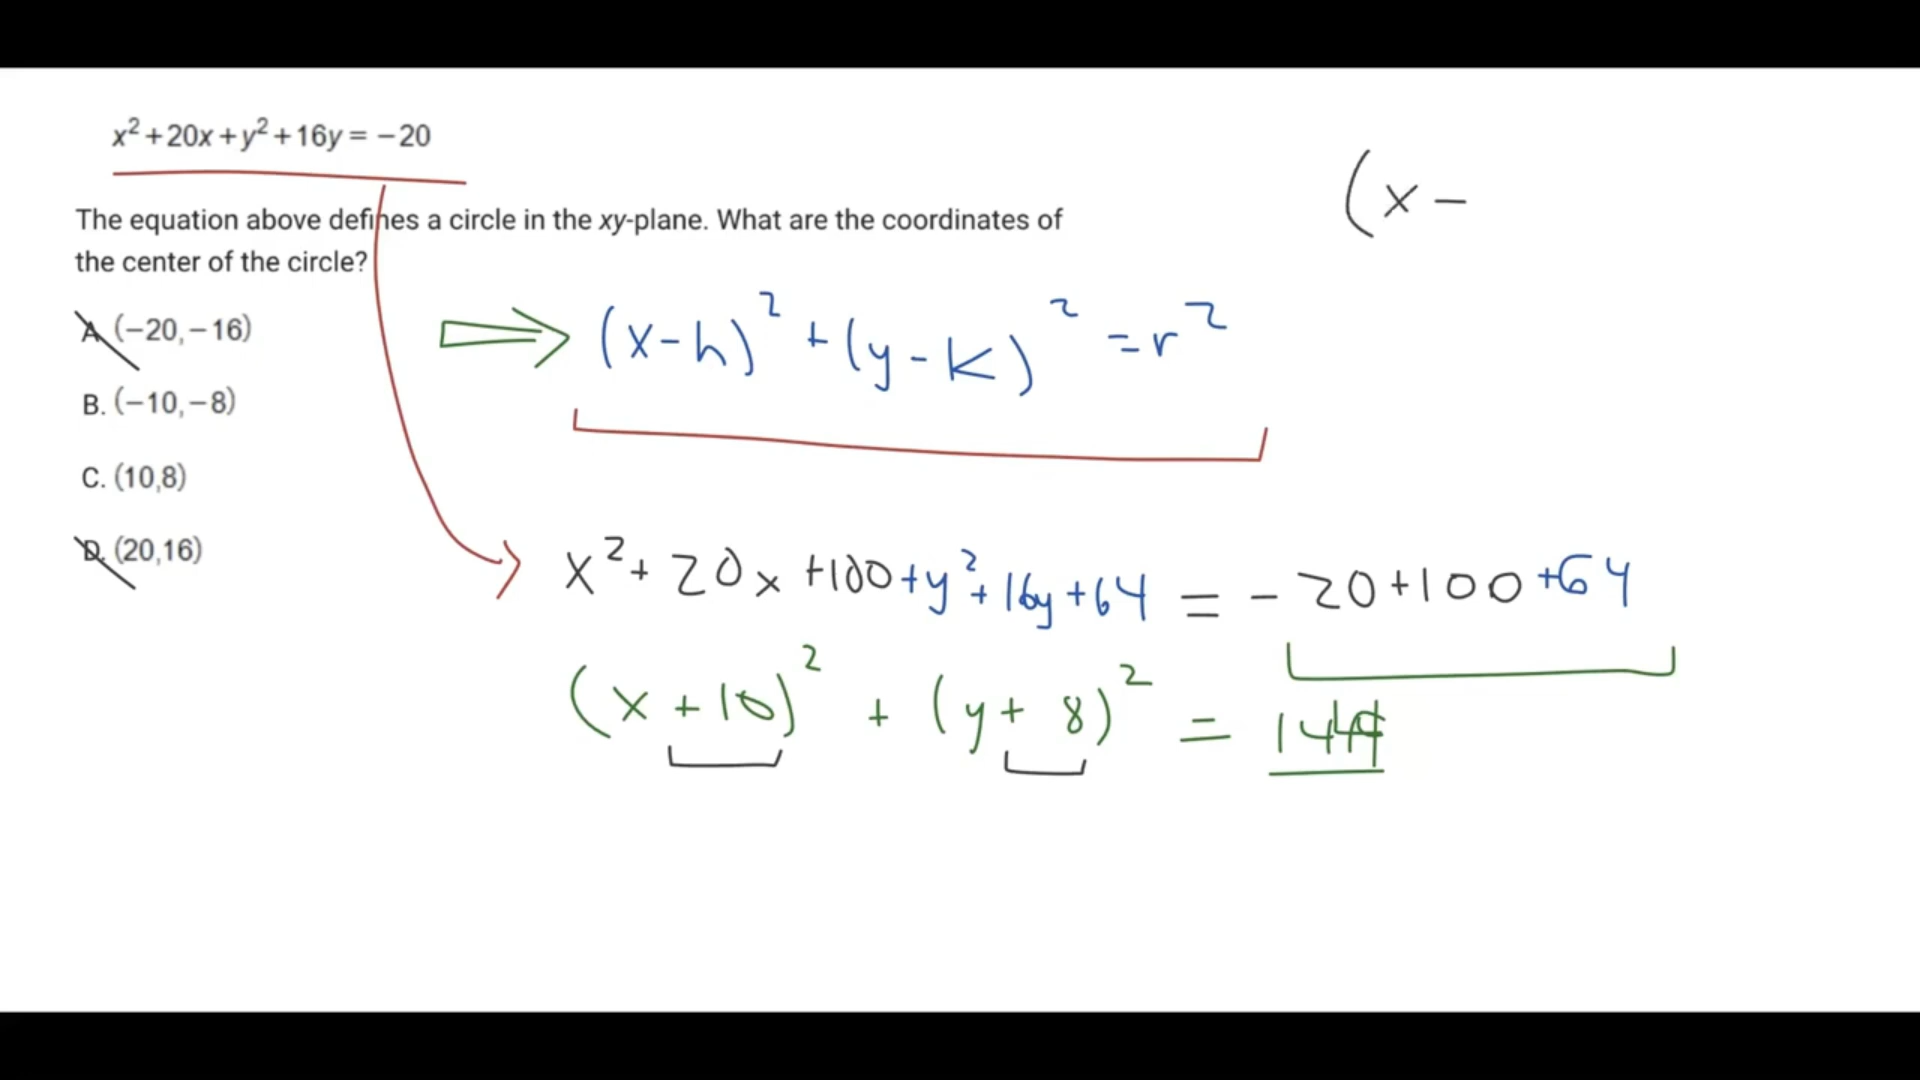 x² + 20x + y² + 16y = −20
(x −
The equation above defines a circle in the xy-plane. What are the coordinates of
the center of the circle?
A. (−20, −16)
(x - h)² + (y - k)² = r²
B. (−10, −8)
C. (10,8)
D. (20,16)
x² + 20x + 100 + y² + 16y + 64 = - 20 + 100 + 64
(x + 10)² + (y + 8)² = 144